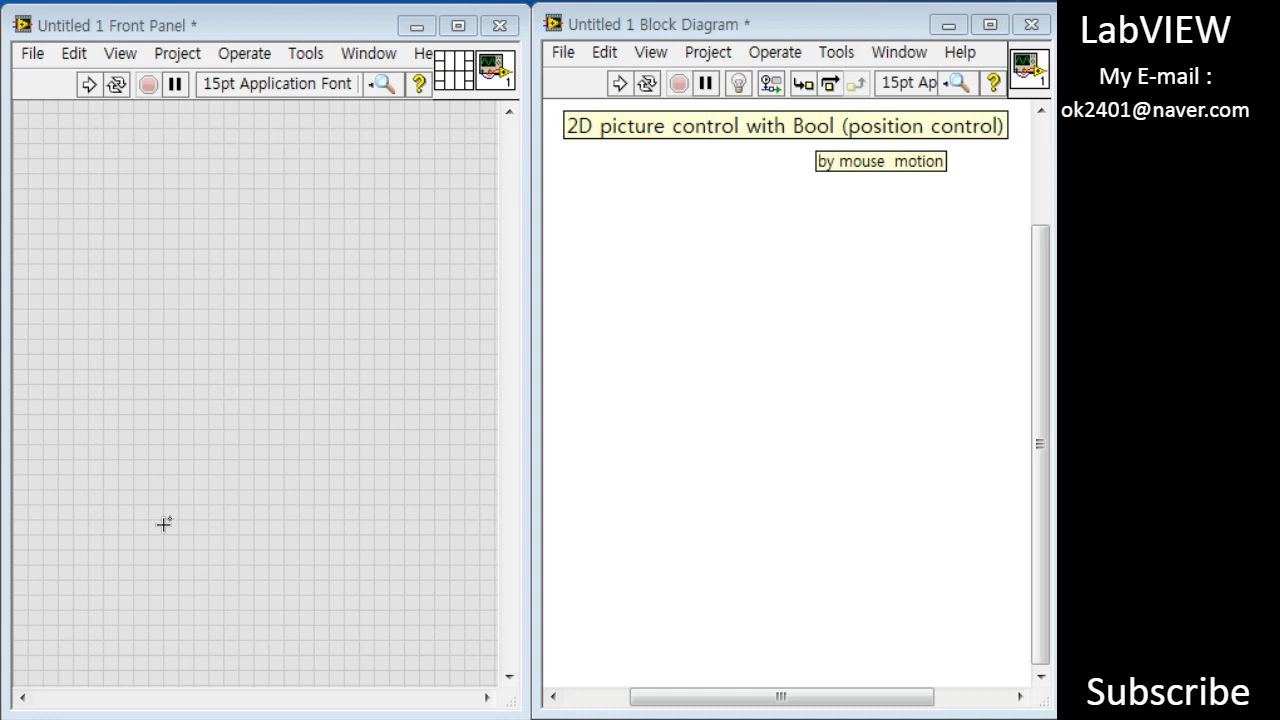 Untitled 1 Front Panel *
File Edit View Project Operate Tools Window He
15pt Application Font
1
Untitled 1 Block Diagram *
File Edit View Project Operate Tools Window Help
15pt Ap
1
2D picture control with Bool (position control)
by mouse motion
LabVIEW
My E-mail :
ok2401@naver.com
Subscribe